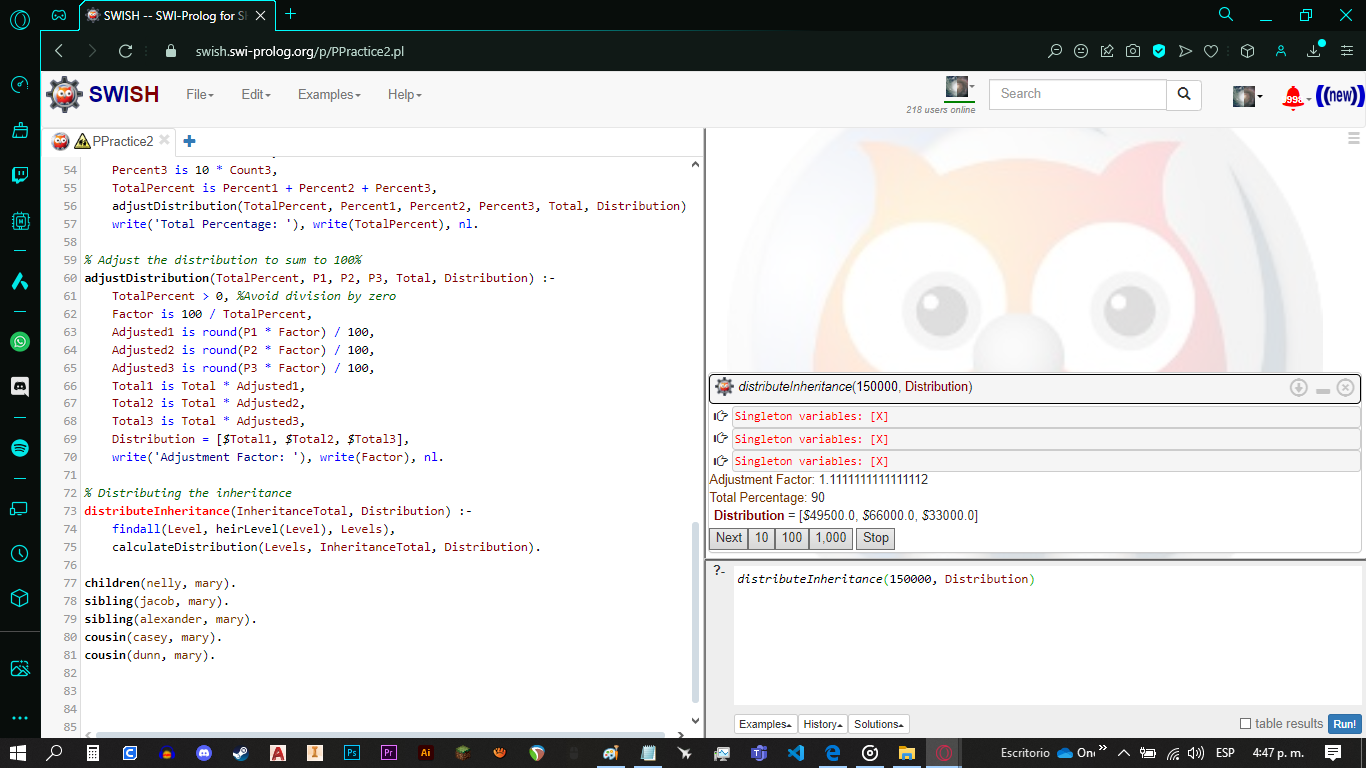 SWISH -- SWI-Prolog for S
swish.swi-prolog.org/p/PPractice2.pl
SWISH
File
Edit
Examples
Help
218 users online
Search
998
((new))
PPractice2
54 Percent3 is 10 * Count3,
55 TotalPercent is Percent1 + Percent2 + Percent3,
56 adjustDistribution(TotalPercent, Percent1, Percent2, Percent3, Total, Distribution)
57 write('Total Percentage: '), write(TotalPercent), nl.
58
59 % Adjust the distribution to sum to 100%
60 adjustDistribution(TotalPercent, P1, P2, P3, Total, Distribution) :-
61 TotalPercent > 0, %Avoid division by zero
62 Factor is 100 / TotalPercent,
63 Adjusted1 is round(P1 * Factor) / 100,
64 Adjusted2 is round(P2 * Factor) / 100,
65 Adjusted3 is round(P3 * Factor) / 100,
66 Total1 is Total * Adjusted1,
67 Total2 is Total * Adjusted2,
68 Total3 is Total * Adjusted3,
69 Distribution = [$Total1, $Total2, $Total3],
70 write('Adjustment Factor: '), write(Factor), nl.
71
72 % Distributing the inheritance
73 distributeInheritance(InheritanceTotal, Distribution) :-
74 findall(Level, heirLevel(Level), Levels),
75 calculateDistribution(Levels, InheritanceTotal, Distribution).
76
77 children(nelly, mary).
78 sibling(jacob, mary).
79 sibling(alexander, mary).
80 cousin(casey, mary).
81 cousin(dunn, mary).
82
83
84
85
distributeInheritance(150000, Distribution)
Singleton variables: [X]
Singleton variables: [X]
Singleton variables: [X]
Adjustment Factor: 1.1111111111111112
Total Percentage: 90
Distribution = [$49500.0, $66000.0, $33000.0]
Next 10 100 1,000 Stop
?- distributeInheritance(150000, Distribution)
Examples History Solutions
table results Run!
Escritorio
On
ESP
4:47 p. m.